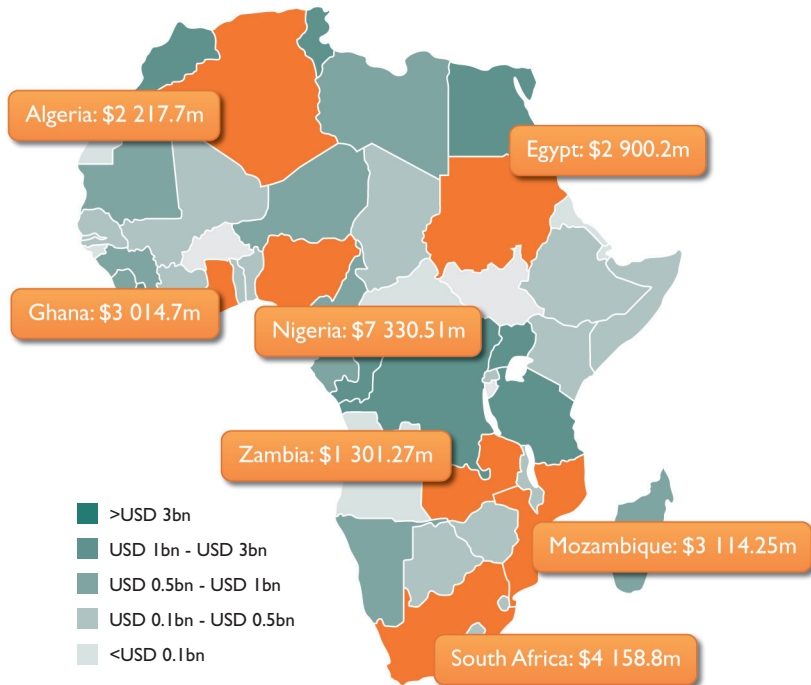 Algeria: $2 217.7m
Egypt: $2 900.2m
Ghana: $3 014.7m
Nigeria: $7 330.51m
Zambia: $1 301.27m
Mozambique: $3 114.25m
South Africa: $4 158.8m
>USD 3bn
USD 1bn - USD 3bn
USD 0.5bn - USD 1bn
USD 0.1bn - USD 0.5bn
<USD 0.1bn